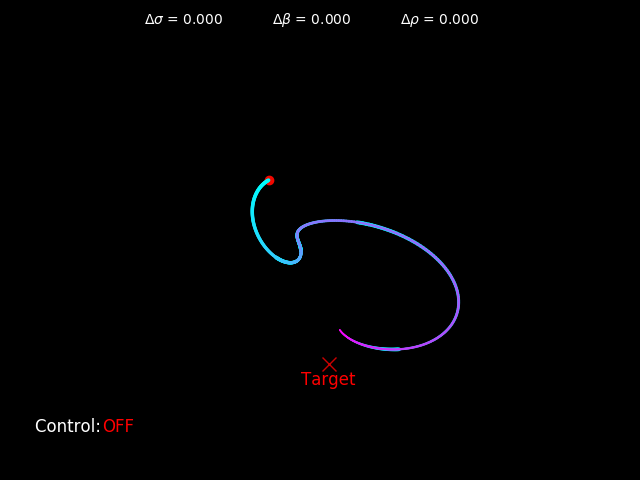 Δσ = 0.000 Δβ = 0.000 Δρ = 0.000
Target
Control: OFF